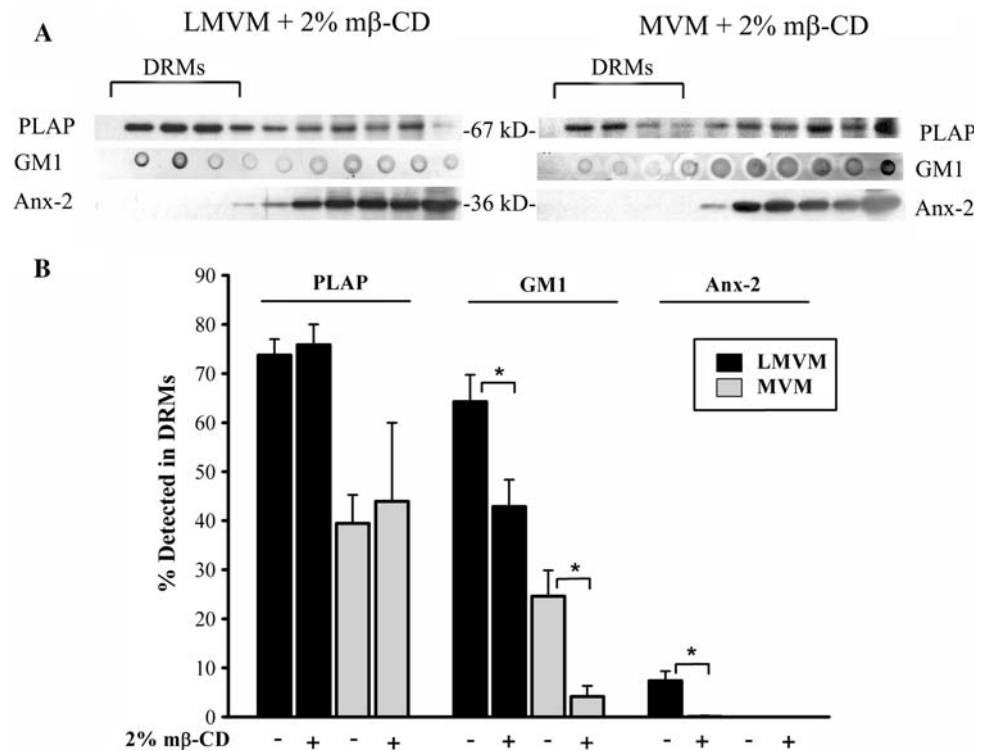 A
LMVM + 2% mβ-CD
MVM + 2% mβ-CD
DRMs
DRMs
PLAP
-67 kD-
PLAP
GM1
GM1
Anx-2
-36 kD-
Anx-2
B
PLAP
GM1
Anx-2
% Detected in DRMs
90
80
70
60
50
40
30
20
10
0
LMVM
MVM
*
*
*
2% mβ-CD - + - + - + - + - + - +